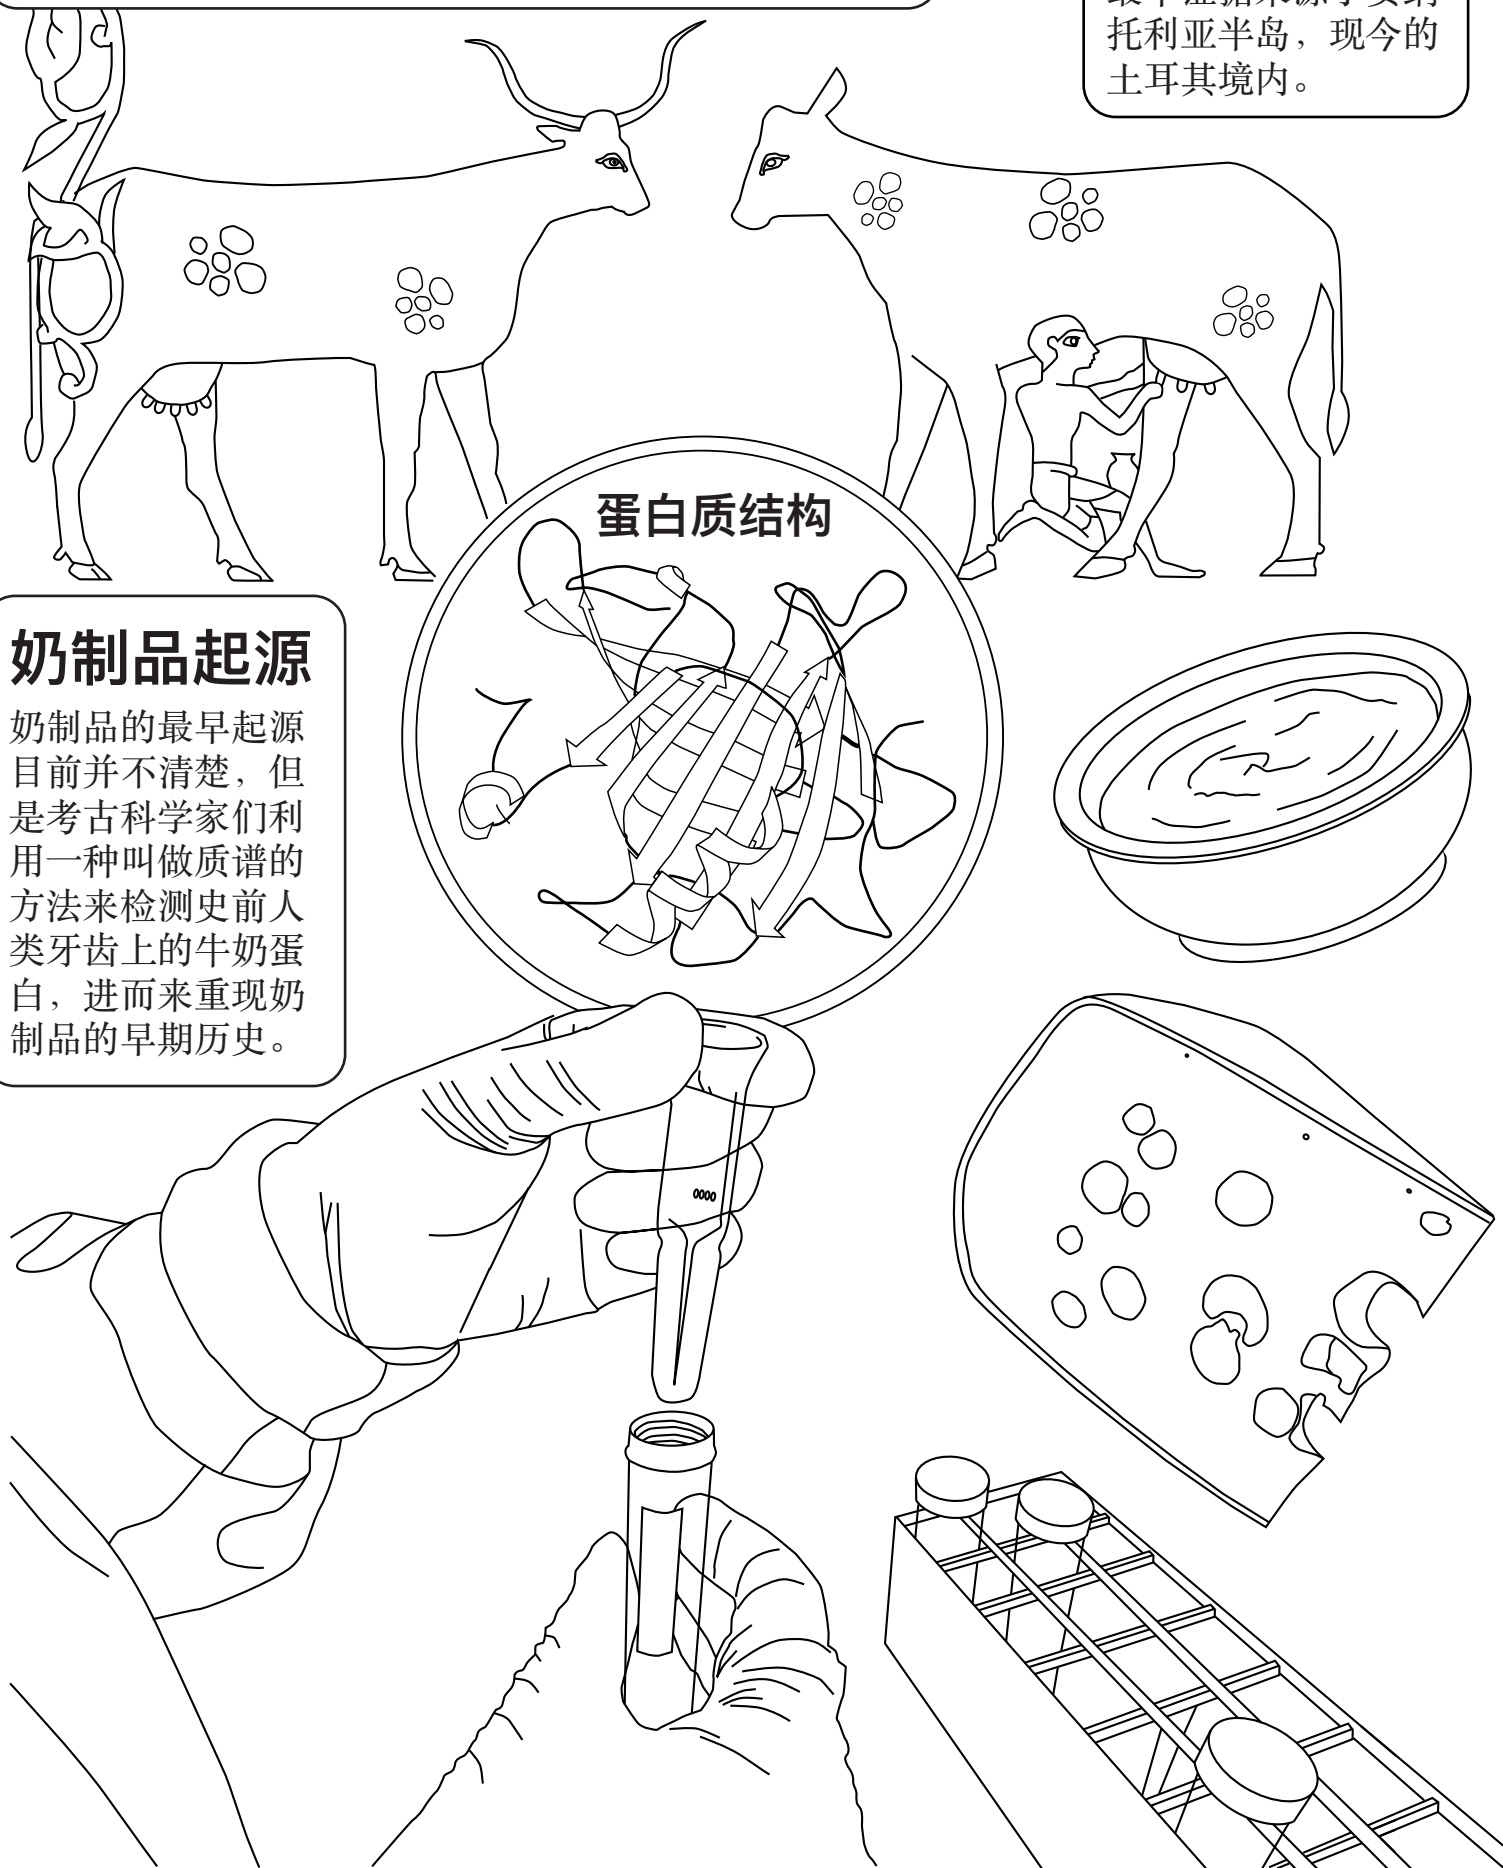 托利亚半岛，现今的
土耳其境内。
蛋白质结构
奶制品起源
奶制品的最早起源
目前并不清楚，但
是考古科学家们利
用一种叫做质谱的
方法来检测史前人
类牙齿上的牛奶蛋
白，进而来重现奶
制品的早期历史。